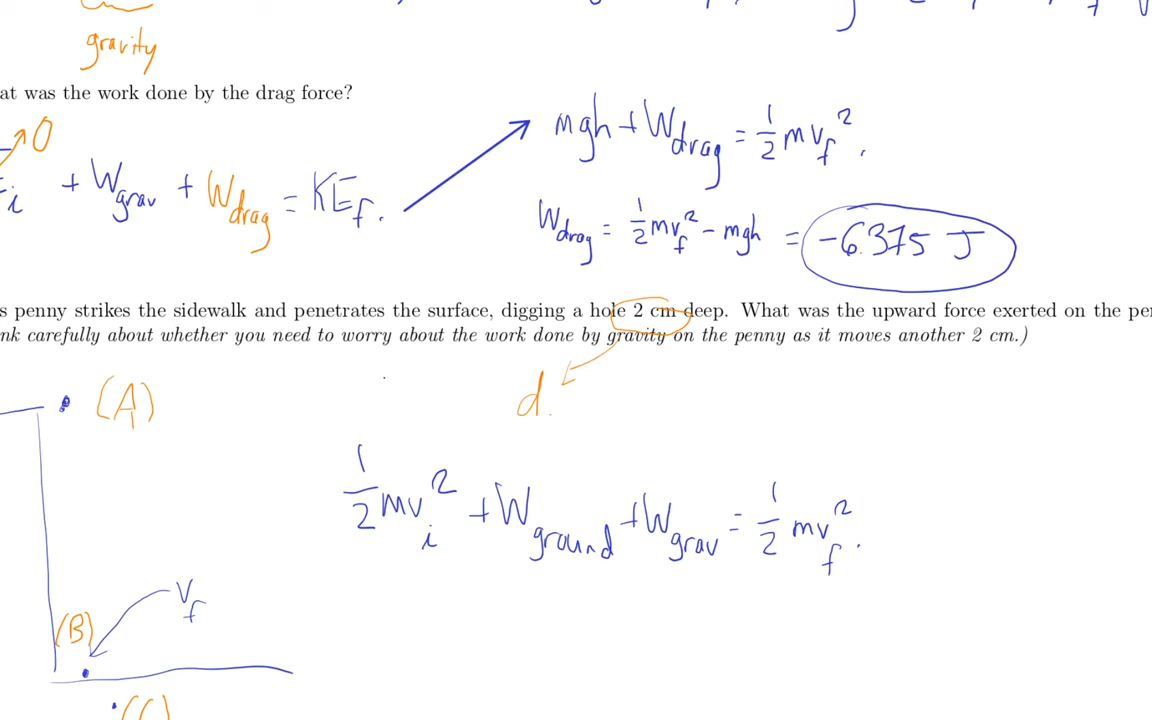 gravity
at was the work done by the drag force?
0
i + W_grav + W_drag = KE_f.
mgh + W_drag = 1/2 mv_f^2.
W_drag = 1/2 mv_f^2 - mgh = -6.375 J
s penny strikes the sidewalk and penetrates the surface, digging a hole 2 cm deep. What was the upward force exerted on the pe
nk carefully about whether you need to worry about the work done by gravity on the penny as it moves another 2 cm.)
d.
(A)
1/2 mv_i^2 + W_ground + W_grav = 1/2 mv_f^2.
v_f
(B)
(C)